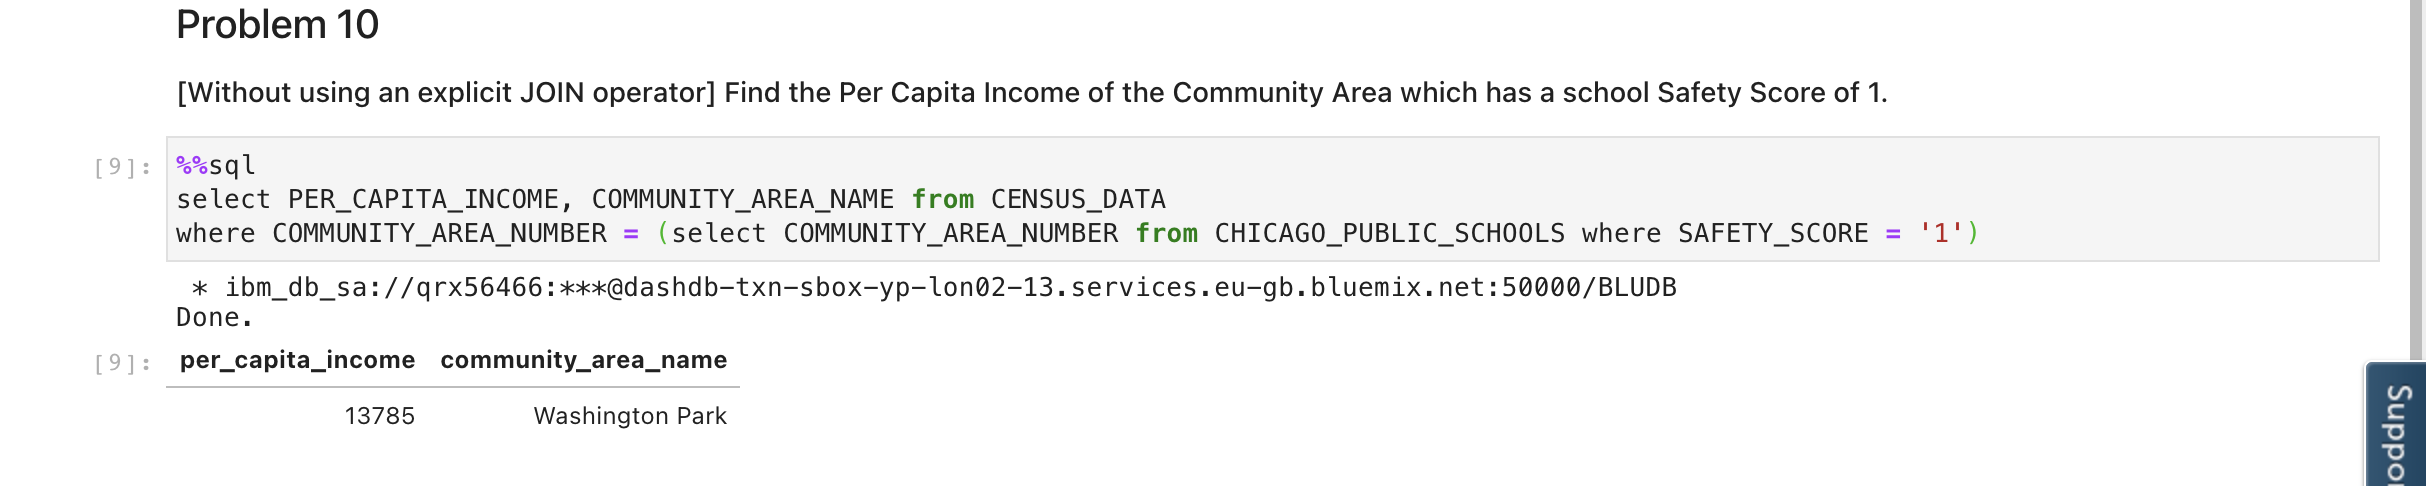 Problem 10
[Without using an explicit JOIN operator] Find the Per Capita Income of the Community Area which has a school Safety Score of 1.
[9]: %%sql
select PER_CAPITA_INCOME, COMMUNITY_AREA_NAME from CENSUS_DATA
where COMMUNITY_AREA_NUMBER = (select COMMUNITY_AREA_NUMBER from CHICAGO_PUBLIC_SCHOOLS where SAFETY_SCORE = '1')
* ibm_db_sa://qrx56466:***@dashdb-txn-sbox-yp-lon02-13.services.eu-gb.bluemix.net:50000/BLUDB
Done.
[9]: per_capita_income community_area_name
13785 Washington Park